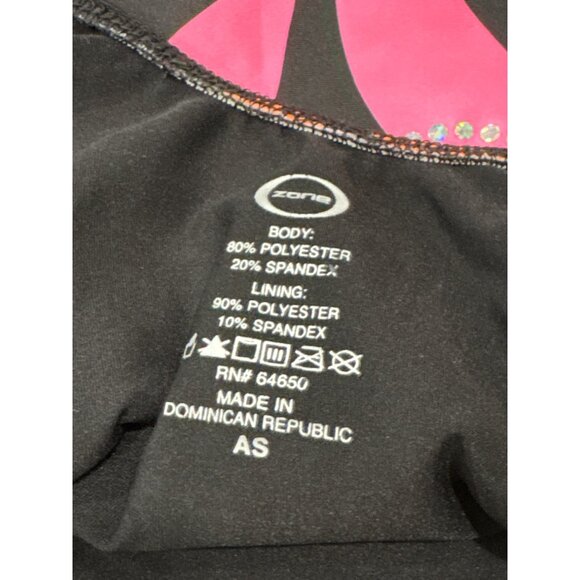 ZONE
BODY:
80% POLYESTER
20% SPANDEX
LINING:
90% POLYESTER
10% SPANDEX
RN# 64650
MADE IN
DOMINICAN REPUBLIC
AS